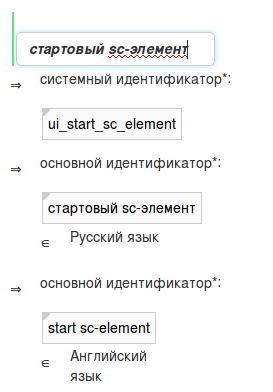 стартовый sc-элемент
⇒ системный идентификатор*:
ui_start_sc_element
⇒ основной идентификатор*:
стартовый sc-элемент
∈ Русский язык
⇒ основной идентификатор*:
start sc-element
∈ Английский
язык